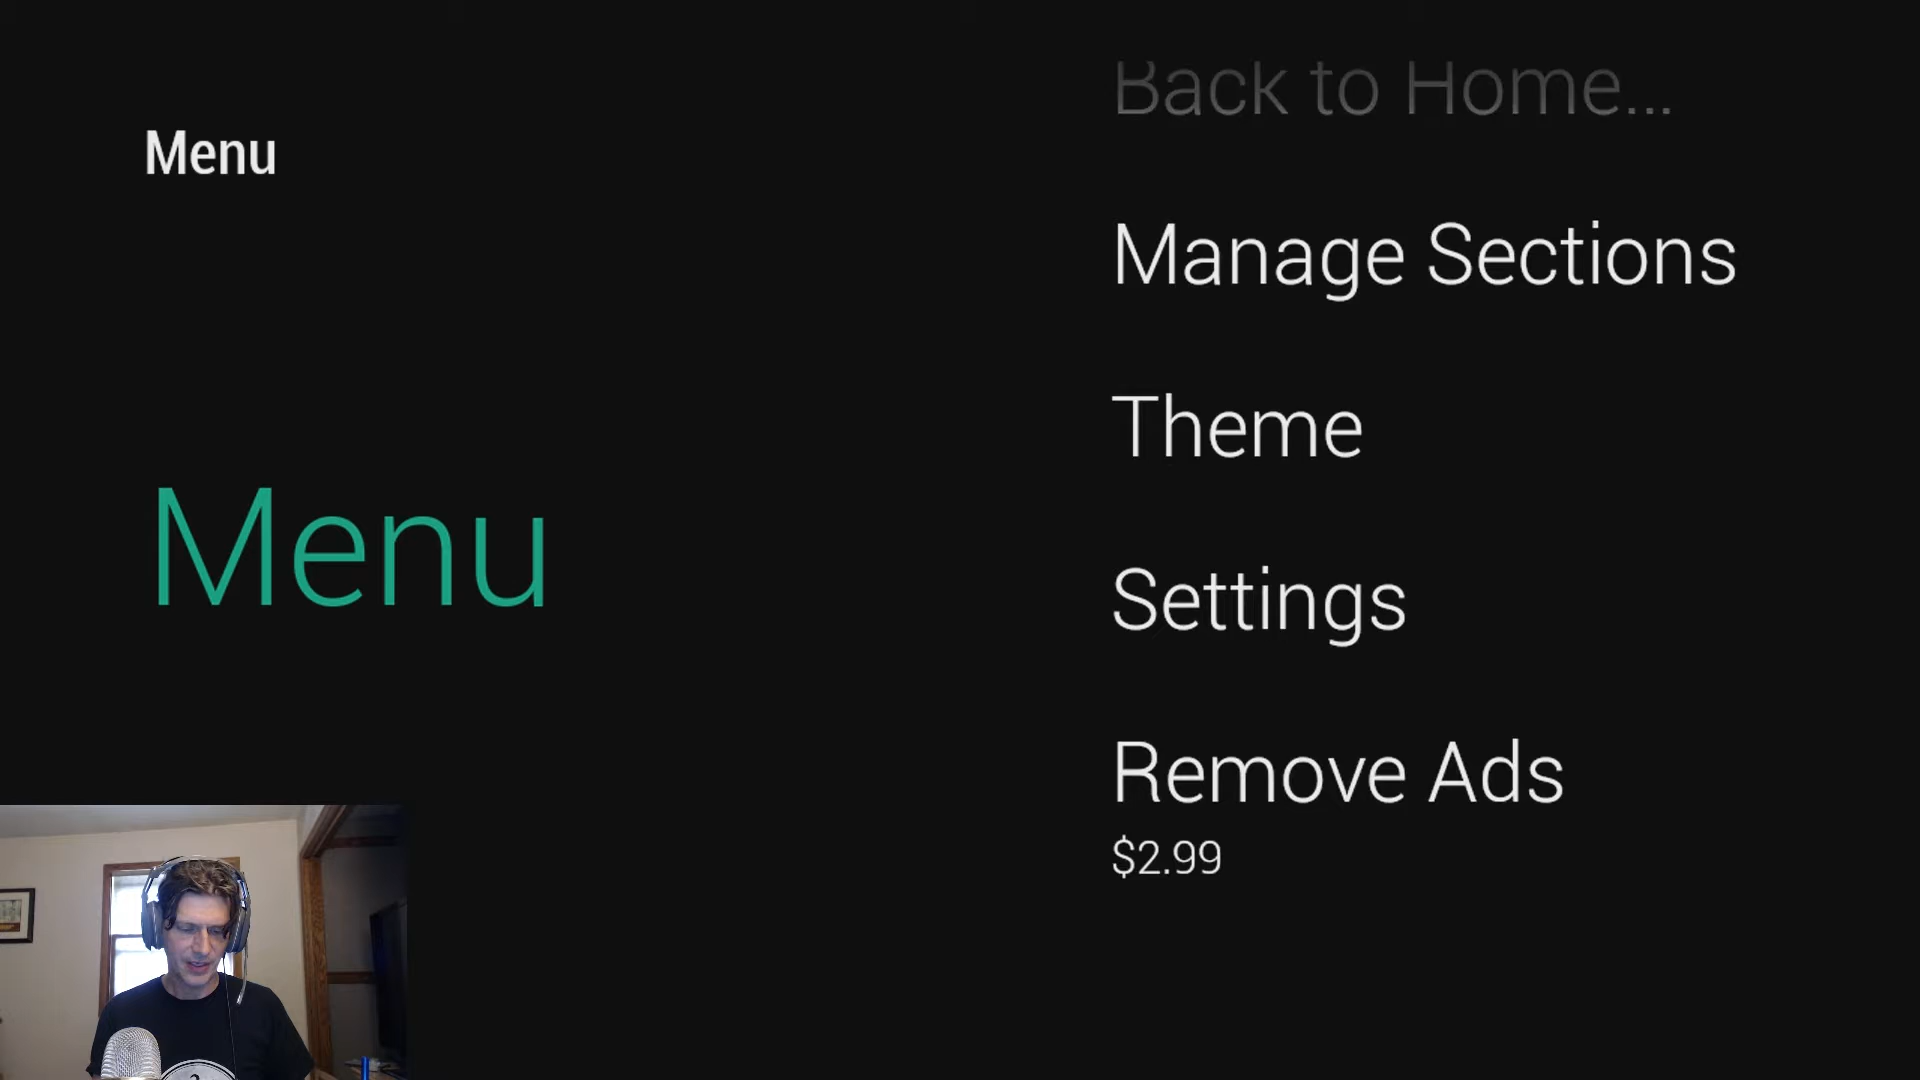 Menu
Menu
Back to Home...
Manage Sections
Theme
Settings
Remove Ads
$2.99